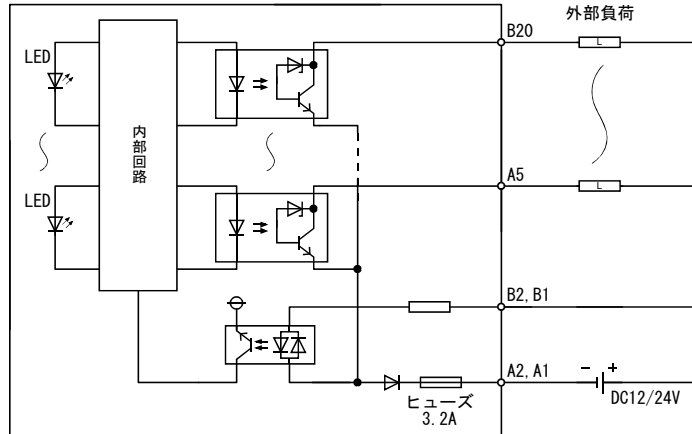 外部負荷
B20
LED
L
内部回路
A5
LED
L
B2, B1
A2, A1
- +
ヒューズ
3.2A
DC12/24V